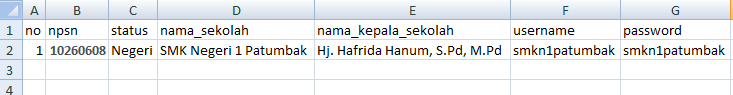 A B C D E F G
1 no npsn status nama_sekolah nama_kepala_sekolah username password
2 1 10260608 Negeri SMK Negeri 1 Patumbak Hj. Hafrida Hanum, S.Pd, M.Pd smkn1patumbak smkn1patumbak
3
4